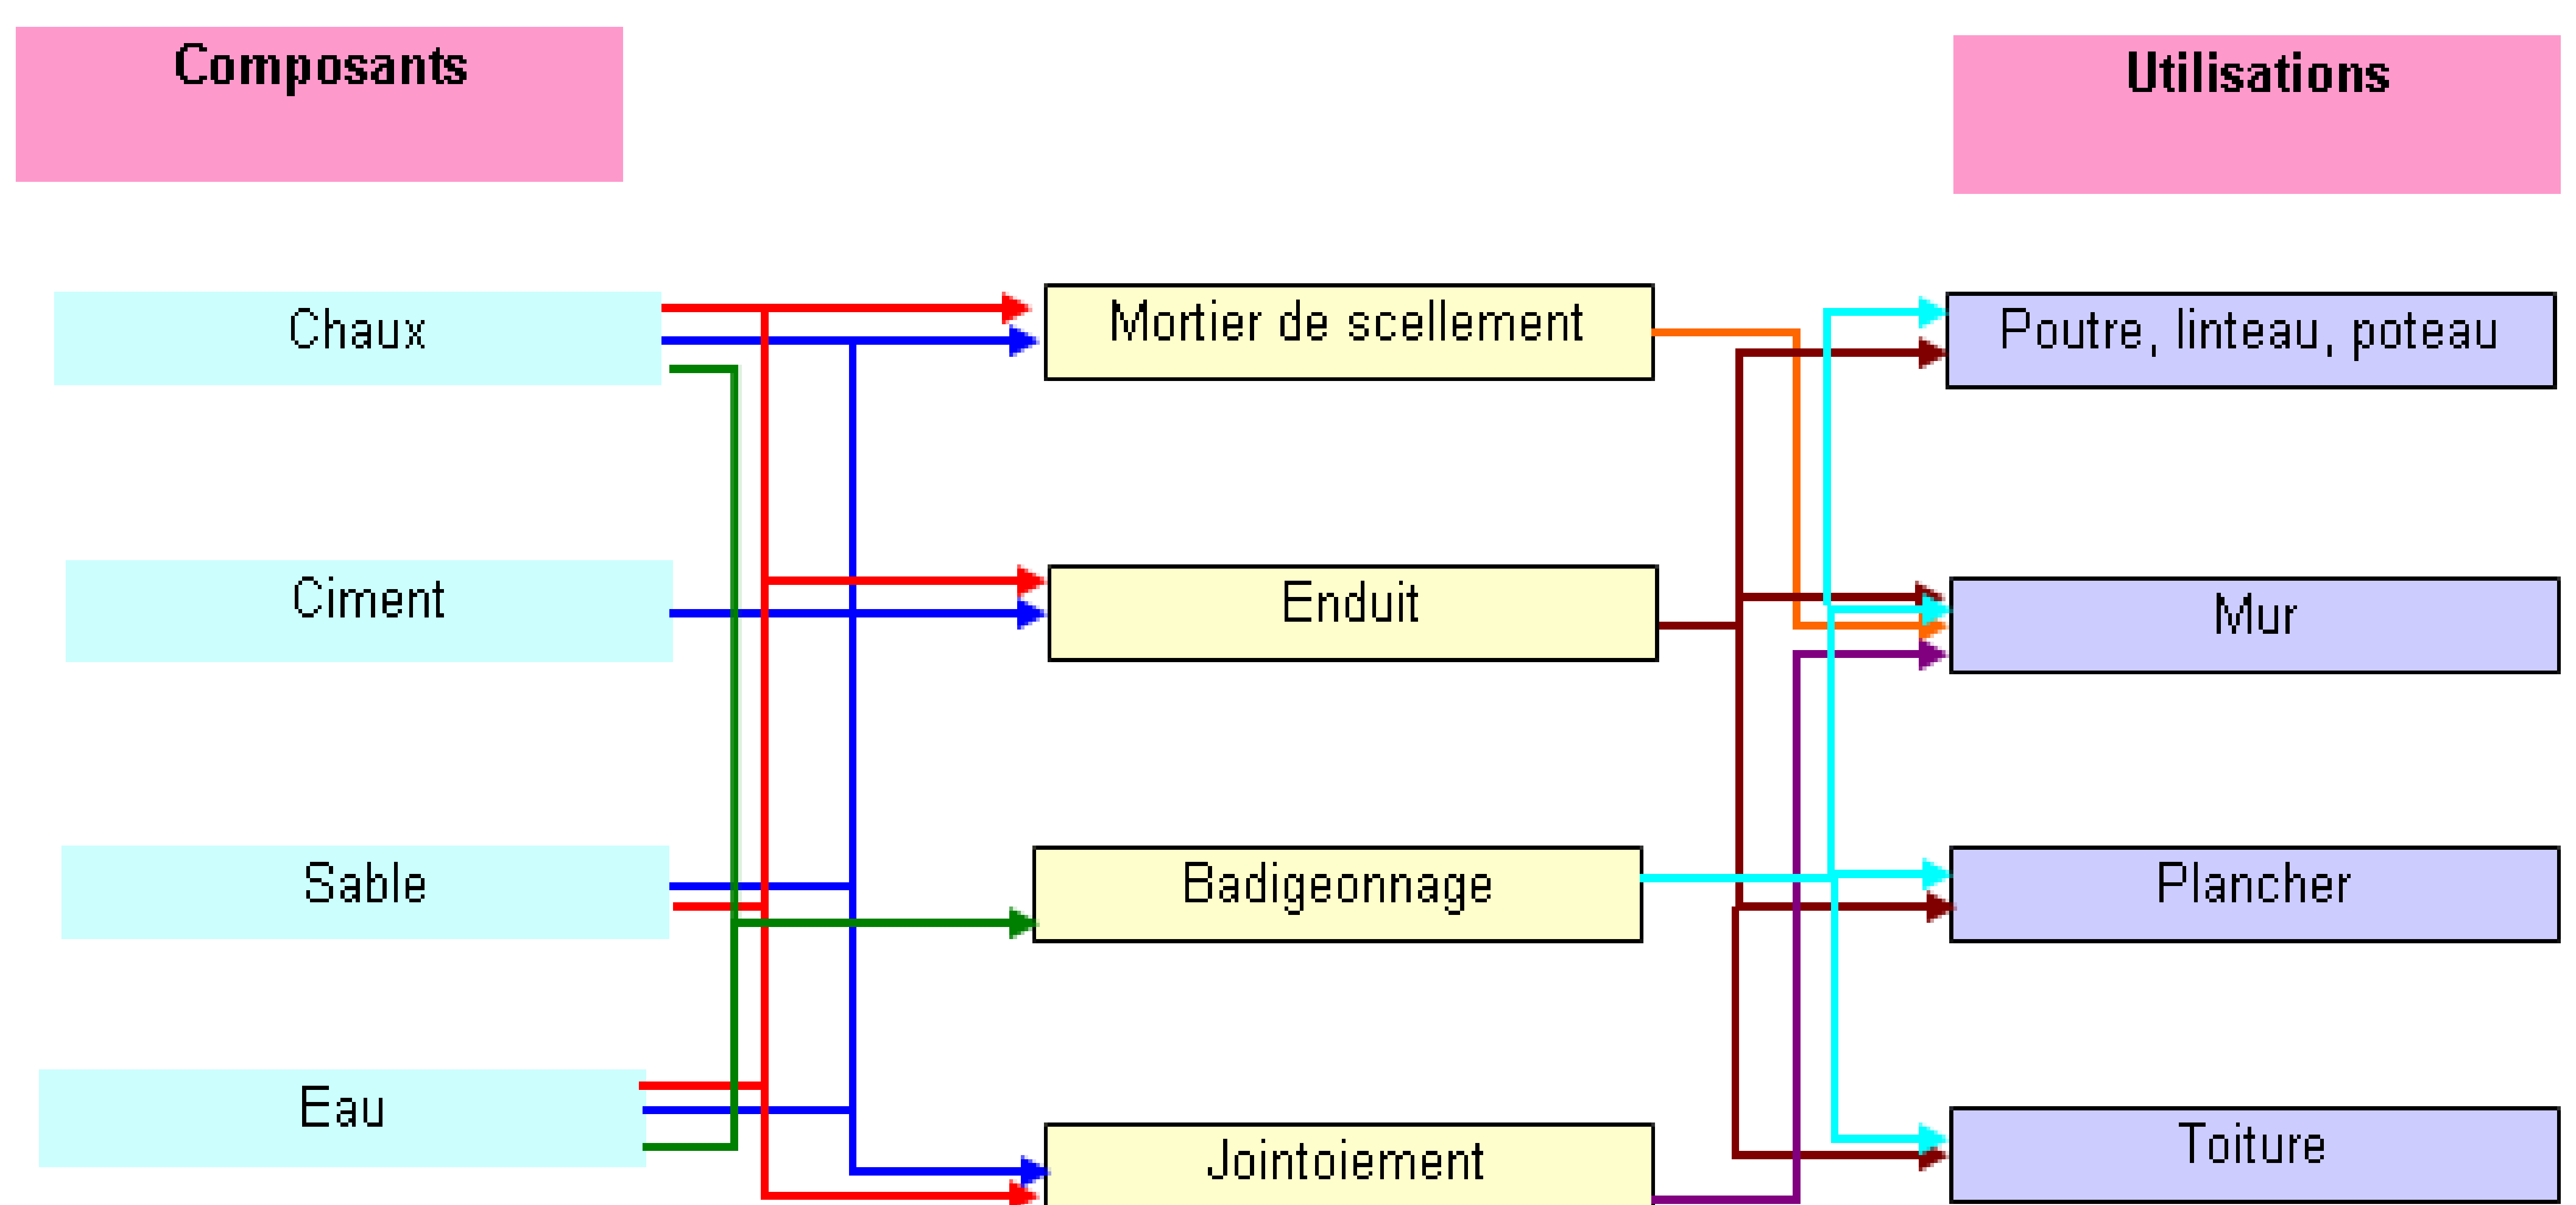 Composants
Utilisations
Chaux
Mortier de scellement
Poutre, linteau, poteau
Ciment
Enduit
Mur
Sable
Badigeonnage
Plancher
Eau
Jointoiement
Toiture